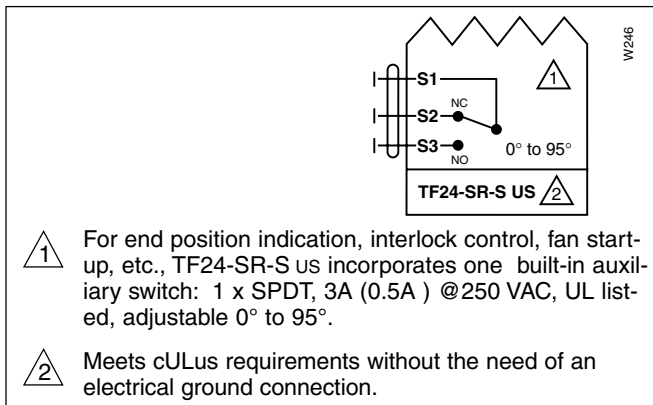 W246
S1
1
S2
NC
S3
NO
0° to 95°
TF24-SR-S US
2
1 For end position indication, interlock control, fan start-
up, etc., TF24-SR-S US incorporates one built-in auxil-
iary switch: 1 x SPDT, 3A (0.5A ) @250 VAC, UL list-
ed, adjustable 0° to 95°.
2 Meets cULus requirements without the need of an
electrical ground connection.